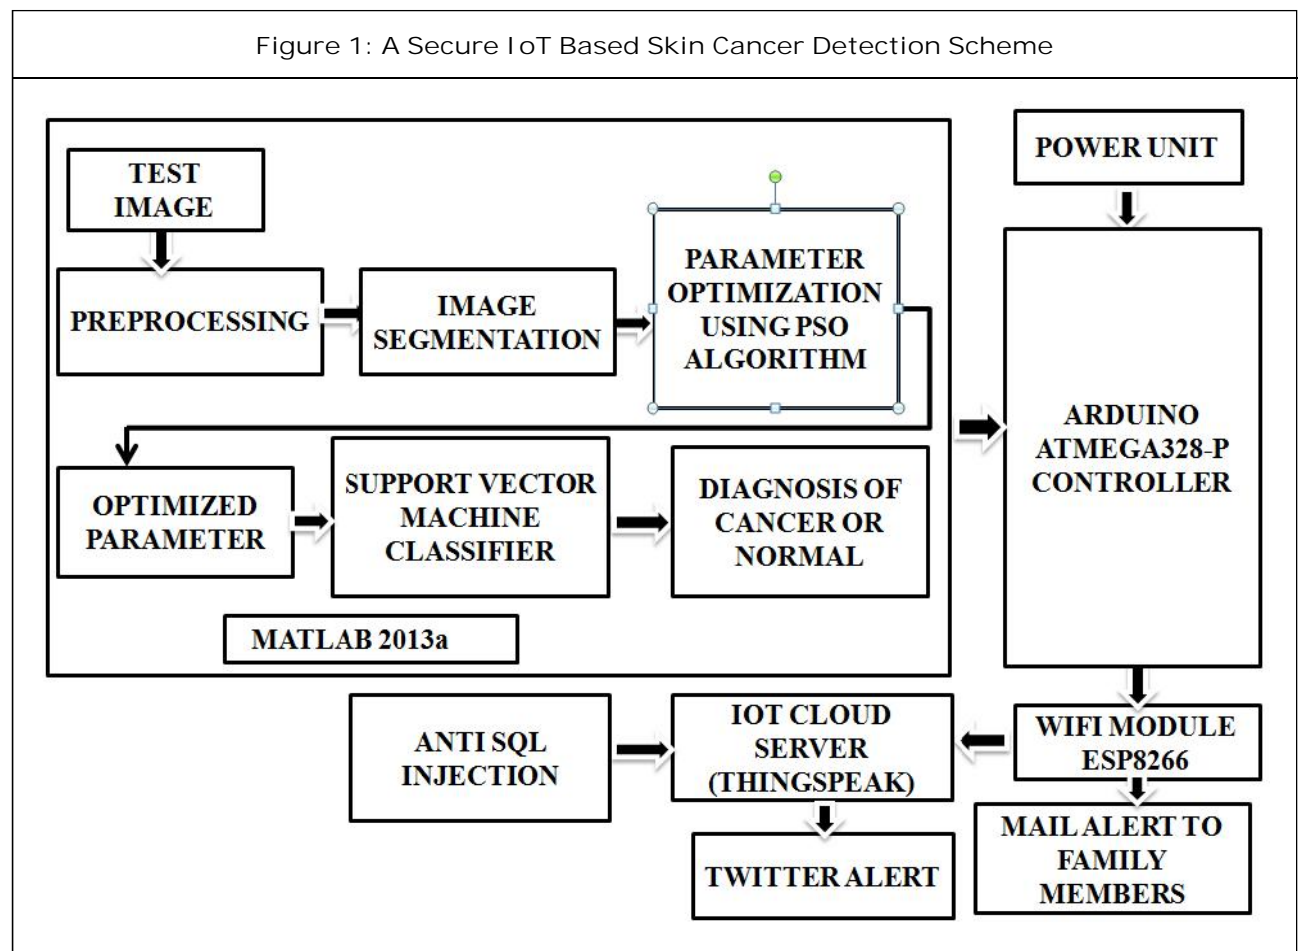 Figure 1: A Secure IoT Based Skin Cancer Detection Scheme
TEST
IMAGE
PREPROCESSING
IMAGE
SEGMENTATION
PARAMETER
OPTIMIZATION
USING PSO
ALGORITHM
OPTIMIZED
PARAMETER
SUPPORT VECTOR
MACHINE
CLASSIFIER
DIAGNOSIS OF
CANCER OR
NORMAL
MATLAB 2013a
POWER UNIT
ARDUINO
ATMEGA328-P
CONTROLLER
WIFI MODULE
ESP8266
MAIL ALERT TO
FAMILY
MEMBERS
IOT CLOUD
SERVER
(THINGSPEAK)
ANTI SQL
INJECTION
TWITTER ALERT